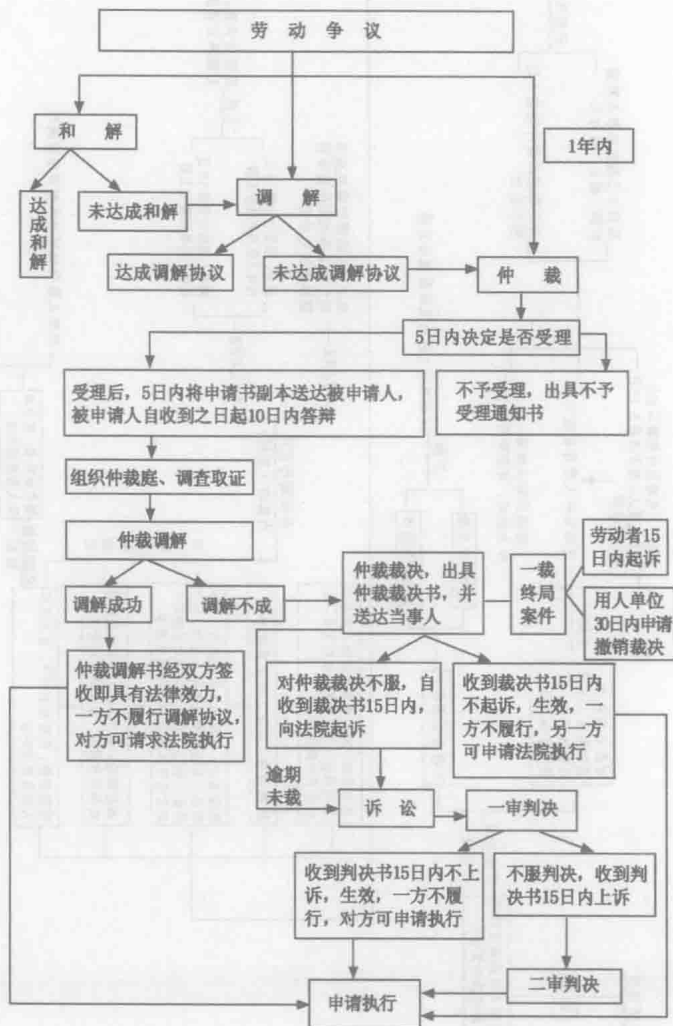 劳动争议
和解
1年内
达成和解
未达成和解
调解
达成调解协议
未达成调解协议
仲裁
5日内决定是否受理
受理后，5日内将申请书副本送达被申请人，
被申请人自收到之日起10日内答辩
不予受理，出具不予
受理通知书
组织仲裁庭、调查取证
仲裁调解
调解成功
调解不成
仲裁裁决，出具
仲裁裁决书，并
送达当事人
一裁
终局
案件
劳动者15
日内起诉
用人单位
30日内申请
撤销裁决
仲裁调解书经双方签
收即具有法律效力，
一方不履行调解协议，
对方可请求法院执行
对仲裁裁决不服，自
收到裁决书15日内，
向法院起诉
收到裁决书15日内
不起诉，生效，一
方不履行，另一方
可申请法院执行
逾期
未裁
诉讼
一审判决
收到判决书15日内不上
诉，生效，一方不履
行，对方可申请执行
不服判决，收到判
决书15日内上诉
二审判决
申请执行